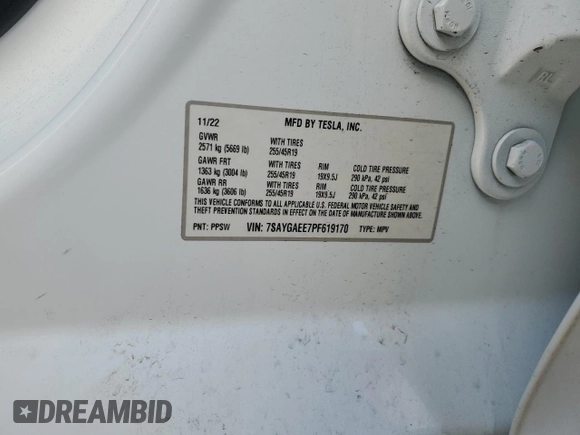 11/22 MFD BY TESLA, INC.
GVWR WITH TIRES
2571 kg (5669 lb) 255/45R19
GAWR FRT WITH TIRES RIM COLD TIRE PRESSURE
1363 kg (3004 lb) 255/45R19 19X9.5J 290 kPa, 42 psi
GAWR RR WITH TIRES RIM COLD TIRE PRESSURE
1636 kg (3606 lb) 255/45R19 19X9.5J 290 kPa, 42 psi
THIS VEHICLE CONFORMS TO ALL APPLICABLE FEDERAL MOTOR VEHICLE SAFETY AND
THEFT PREVENTION STANDARDS IN EFFECT ON THE DATE OF MANUFACTURE SHOWN ABOVE.
PNT: PPSW VIN: 7SAYGAEE7PF619170 TYPE: MPV
RL
DREAMBID